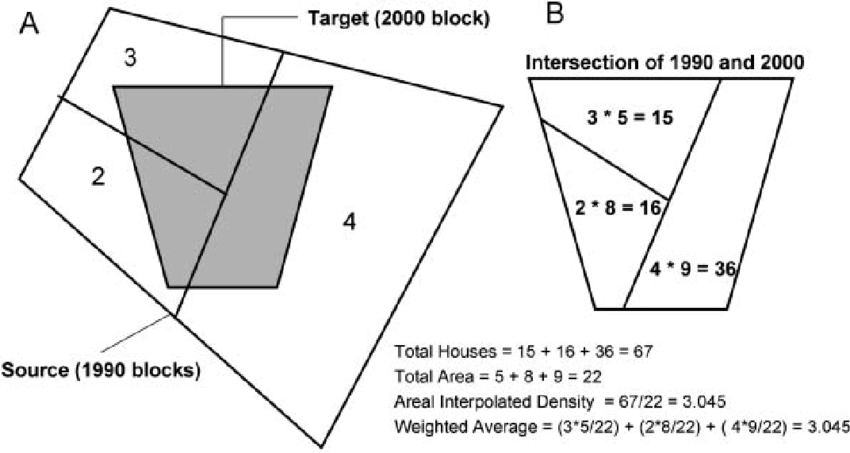 A
Target (2000 block)
3
2
4
Source (1990 blocks)
B
Intersection of 1990 and 2000
3 * 5 = 15
2 * 8 = 16
4 * 9 = 36
Total Houses = 15 + 16 + 36 = 67
Total Area = 5 + 8 + 9 = 22
Areal Interpolated Density = 67/22 = 3.045
Weighted Average = (3*5/22) + (2*8/22) + ( 4*9/22) = 3.045